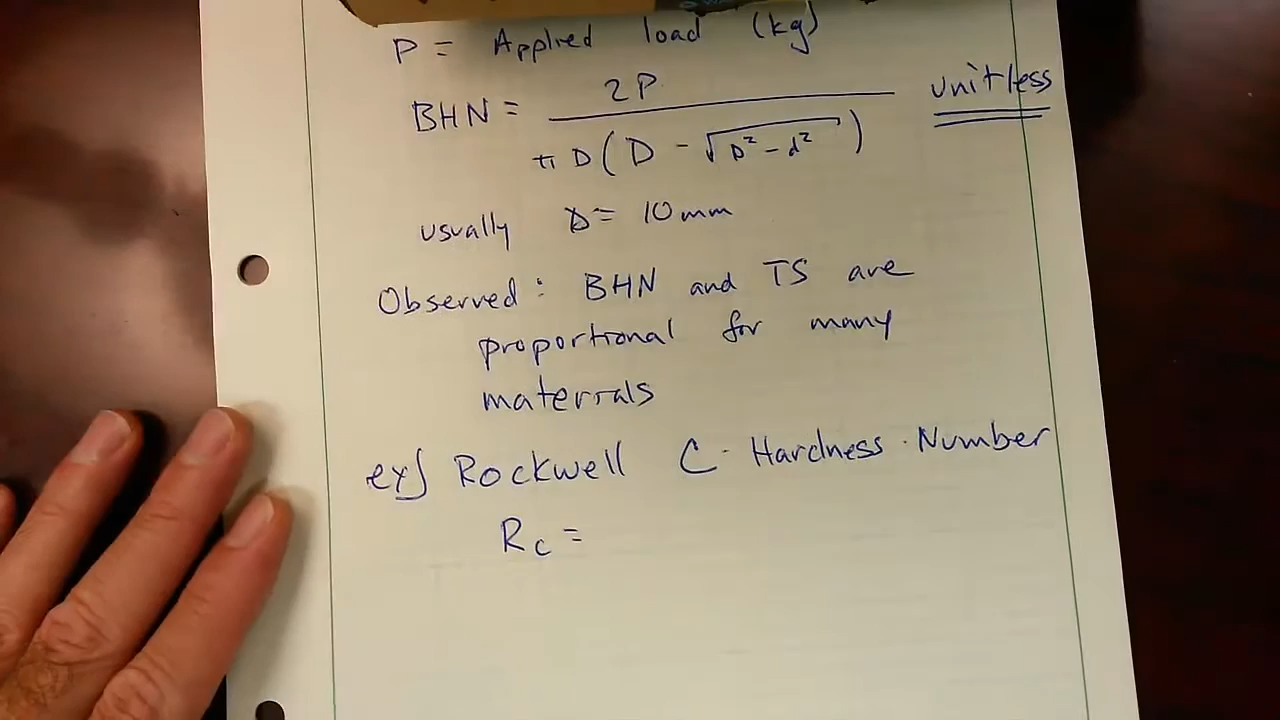 P = Applied load (kg)
BHN = 2P / π D (D - √D² - d²) unitless
usually D = 10 mm
Observed: BHN and TS are
proportional for many
materials
ex) Rockwell C Hardness Number
Rc =